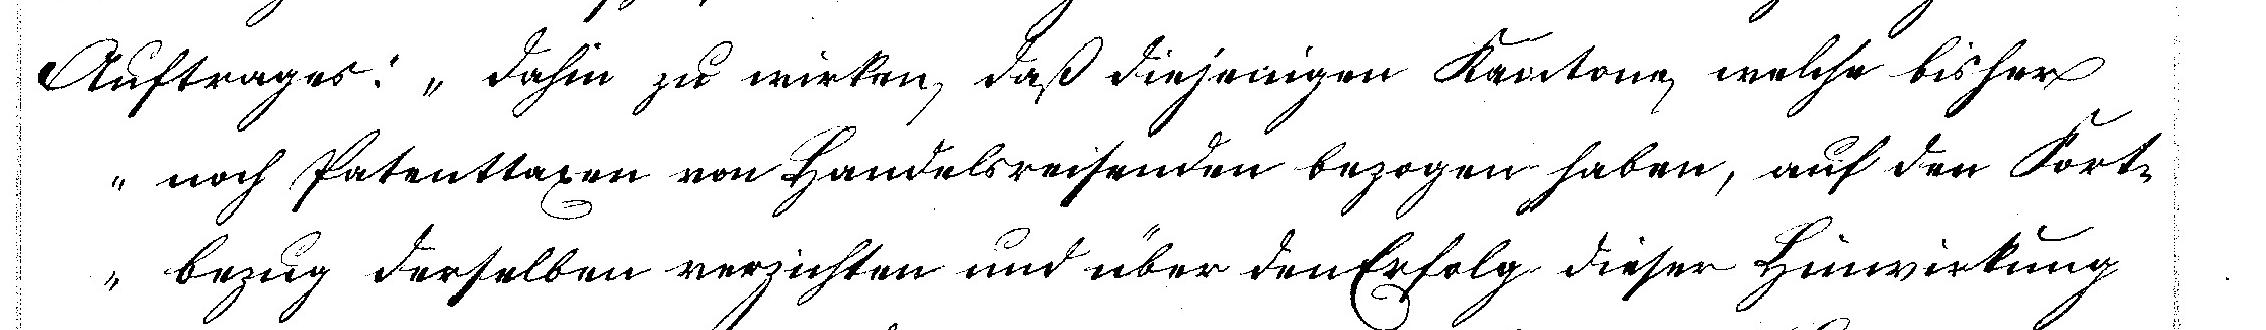 Auftrages: „dahin zu wirken, daß diejenigen Kantone, welche bisher
„ noch Patenttaxen von Handelsreisenden bezogen haben, auf den Fort-
„ bezug derselben verzichten und über den Erfolg dieser Hinwirkung